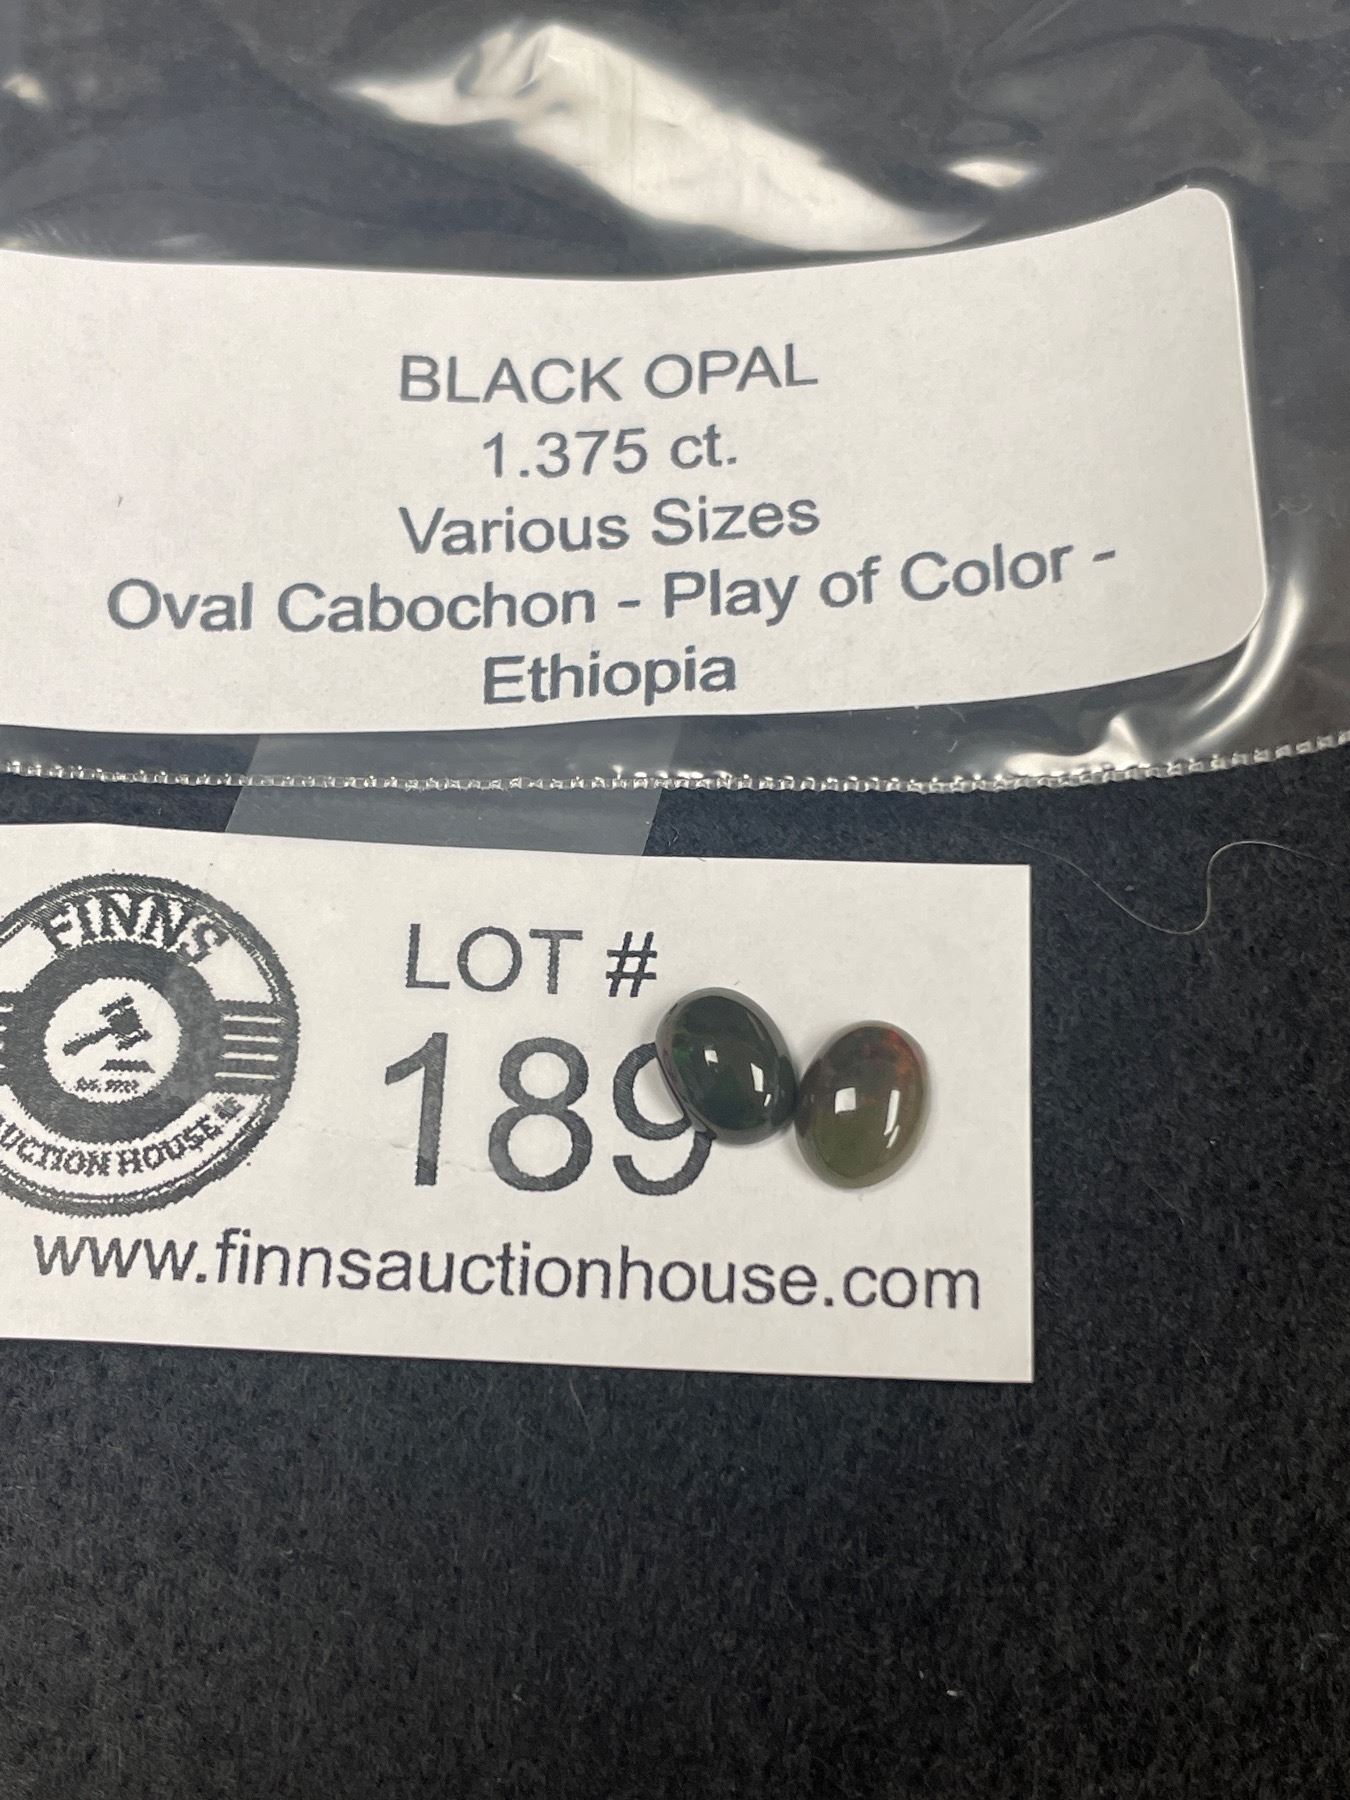 BLACK OPAL
1.375 ct.
Various Sizes
Oval Cabochon - Play of Color -
Ethiopia
FINNS
AUCTION HOUSE
LOT #
189
www.finnsauctionhouse.com